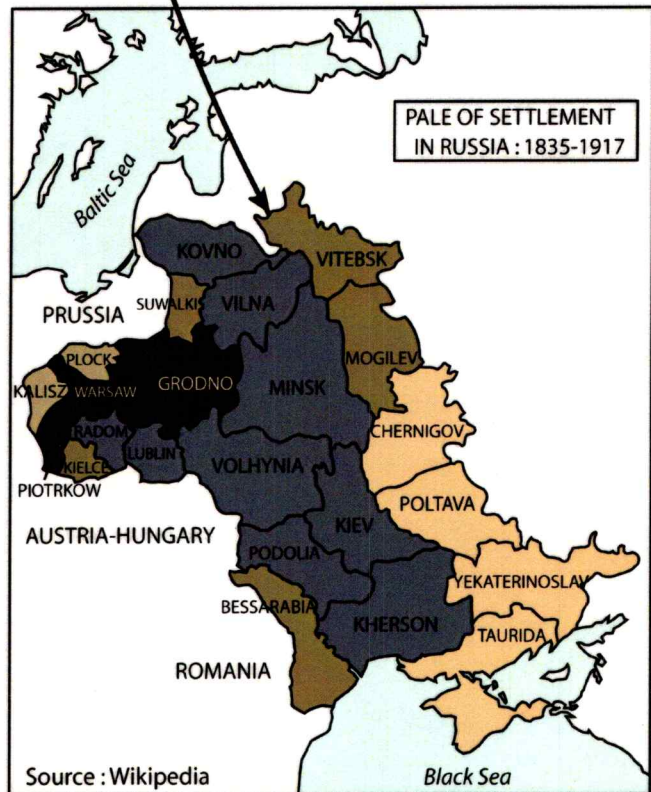 PALE OF SETTLEMENT
IN RUSSIA : 1835-1917
Baltic Sea
KOVNO
VITEBSK
SUWALKIS
VILNA
PRUSSIA
MOGILEV
PLOCK
GRODNO
MINSK
KALISZ
WARSAW
CHERNIGOV
RADOM
LUBLIN
VOLHYNIA
KIELCE
PIOTRKÓW
POLTAVA
KIEV
AUSTRIA-HUNGARY
PODOLIA
YEKATERINOSLAV
BESSARABIA
KHERSON
TAURIDA
ROMANIA
Source : Wikipedia
Black Sea